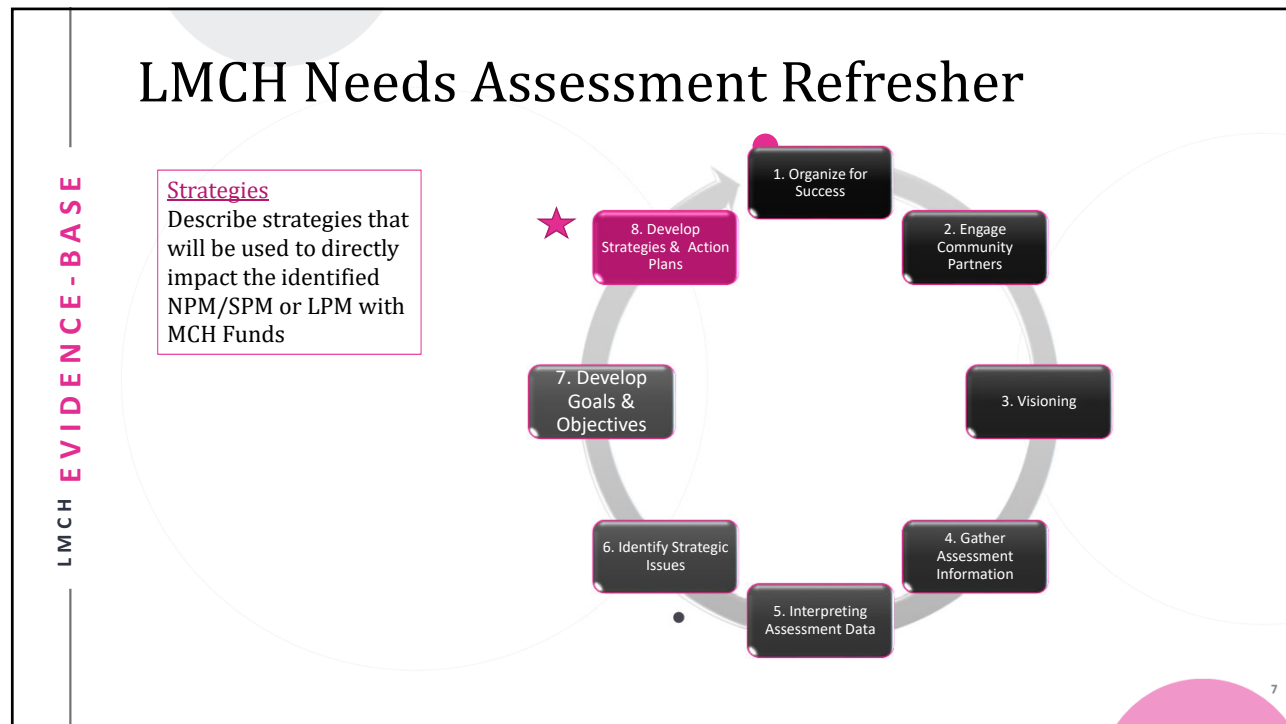 LMCH Needs Assessment Refresher
LMCH EVIDENCE-BASE
Strategies
Describe strategies that
will be used to directly
impact the identified
NPM/SPM or LPM with
MCH Funds
1. Organize for
Success
2. Engage
Community
Partners
3. Visioning
4. Gather
Assessment
Information
5. Interpreting
Assessment Data
6. Identify Strategic
Issues
7. Develop
Goals &
Objectives
8. Develop
Strategies & Action
Plans
7